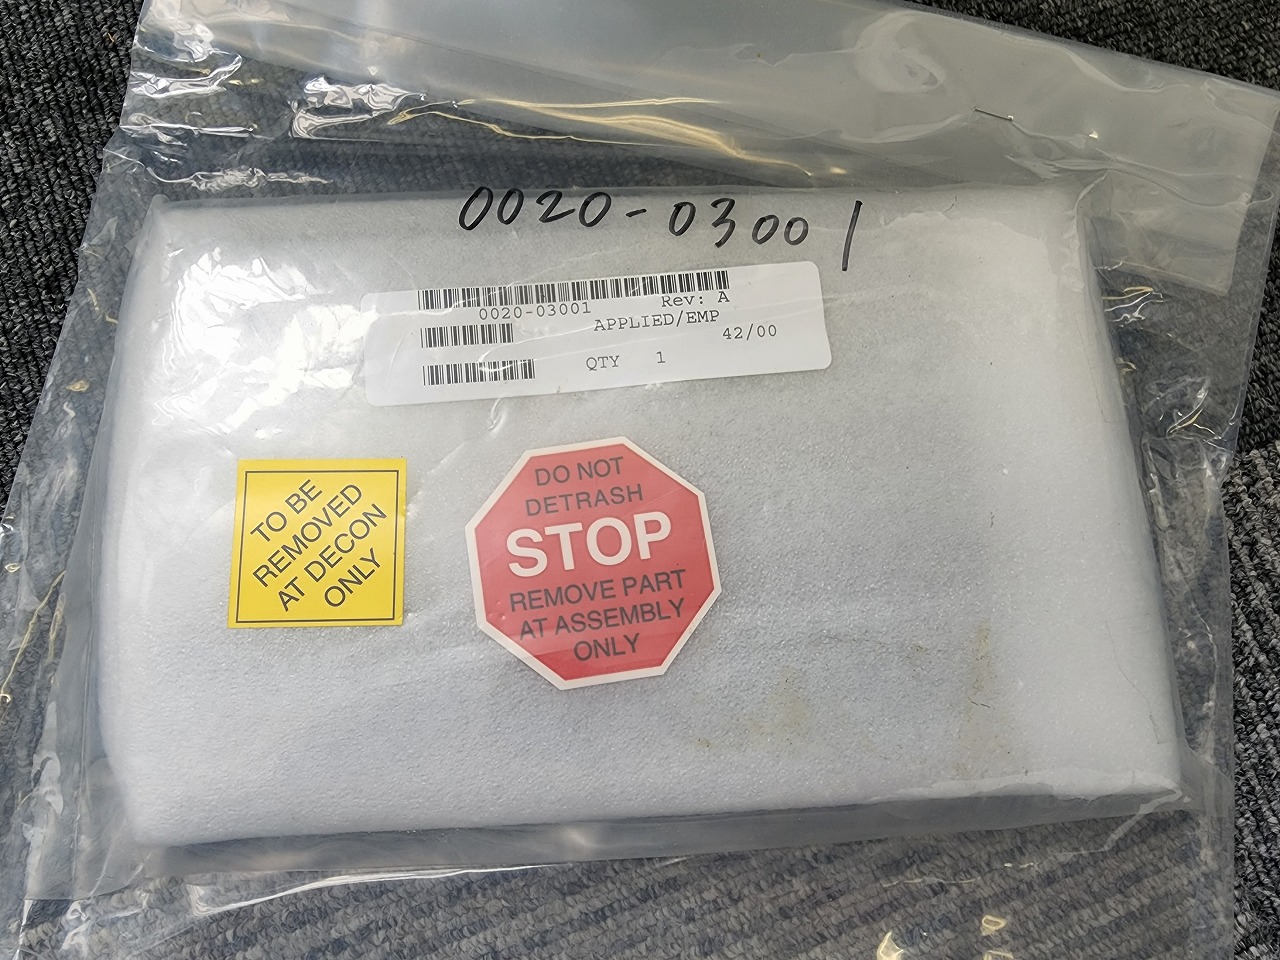 0020-03001
0020-03001 Rev: A
APPLIED/EMP
42/00
QTY 1
TO BE
REMOVED
AT DECON
ONLY
DO NOT
DETRASH
STOP
REMOVE PART
AT ASSEMBLY
ONLY